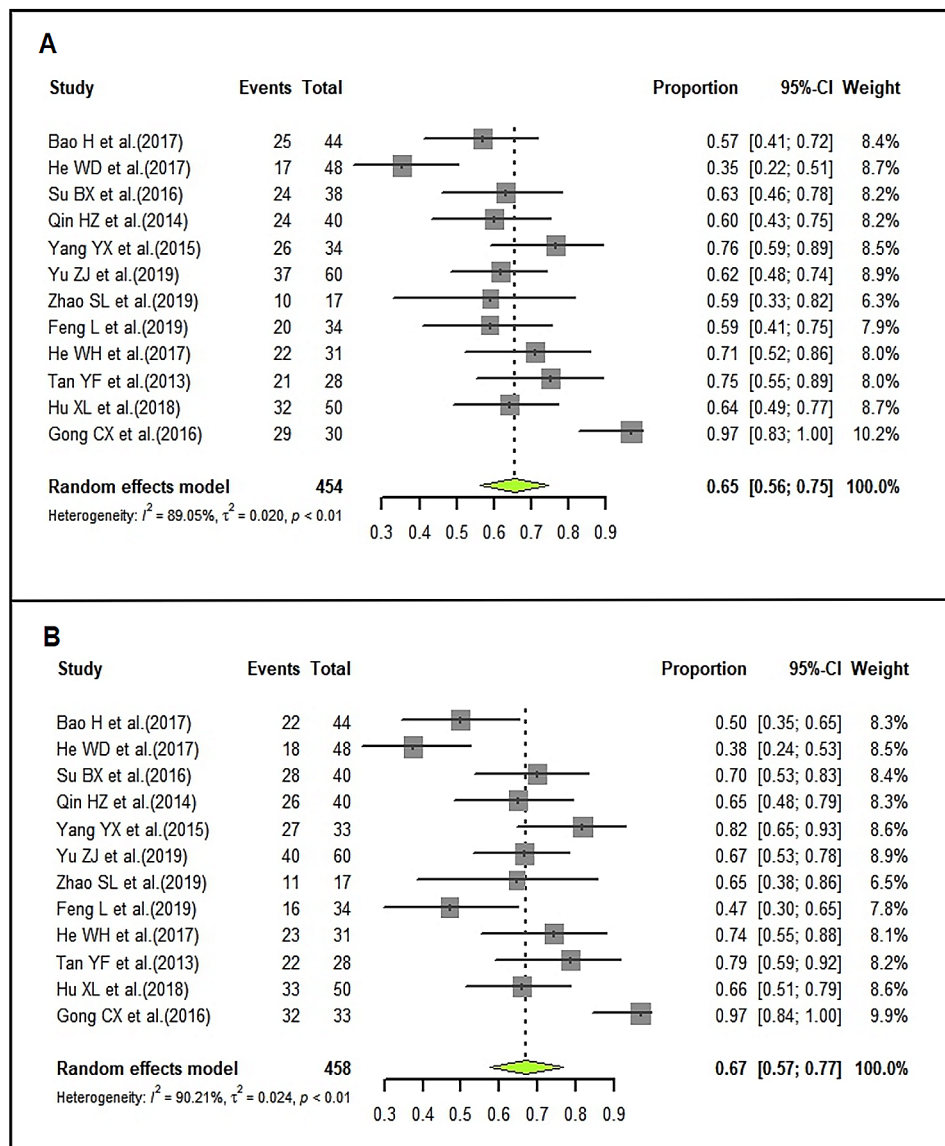 A
Study Events Total Proportion 95%-CI Weight
Bao H et al.(2017) 25 44 0.57 [0.41; 0.72] 8.4%
He WD et al.(2017) 17 48 0.35 [0.22; 0.51] 8.7%
Su BX et al.(2016) 24 38 0.63 [0.46; 0.78] 8.2%
Qin HZ et al.(2014) 24 40 0.60 [0.43; 0.75] 8.2%
Yang YX et al.(2015) 26 34 0.76 [0.59; 0.89] 8.5%
Yu ZJ et al.(2019) 37 60 0.62 [0.48; 0.74] 8.9%
Zhao SL et al.(2019) 10 17 0.59 [0.33; 0.82] 6.3%
Feng L et al.(2019) 20 34 0.59 [0.41; 0.75] 7.9%
He WH et al.(2017) 22 31 0.71 [0.52; 0.86] 8.0%
Tan YF et al.(2013) 21 28 0.75 [0.55; 0.89] 8.0%
Hu XL et al.(2018) 32 50 0.64 [0.49; 0.77] 8.7%
Gong CX et al.(2016) 29 30 0.97 [0.83; 1.00] 10.2%
Random effects model 454 0.65 [0.56; 0.75] 100.0%
Heterogeneity: I² = 89.05%, τ² = 0.020, p < 0.01
0.3 0.4 0.5 0.6 0.7 0.8 0.9
B
Study Events Total Proportion 95%-CI Weight
Bao H et al.(2017) 22 44 0.50 [0.35; 0.65] 8.3%
He WD et al.(2017) 18 48 0.38 [0.24; 0.53] 8.5%
Su BX et al.(2016) 28 40 0.70 [0.53; 0.83] 8.4%
Qin HZ et al.(2014) 26 40 0.65 [0.48; 0.79] 8.3%
Yang YX et al.(2015) 27 33 0.82 [0.65; 0.93] 8.6%
Yu ZJ et al.(2019) 40 60 0.67 [0.53; 0.78] 8.9%
Zhao SL et al.(2019) 11 17 0.65 [0.38; 0.86] 6.5%
Feng L et al.(2019) 16 34 0.47 [0.30; 0.65] 7.8%
He WH et al.(2017) 23 31 0.74 [0.55; 0.88] 8.1%
Tan YF et al.(2013) 22 28 0.79 [0.59; 0.92] 8.2%
Hu XL et al.(2018) 33 50 0.66 [0.51; 0.79] 8.6%
Gong CX et al.(2016) 32 33 0.97 [0.84; 1.00] 9.9%
Random effects model 458 0.67 [0.57; 0.77] 100.0%
Heterogeneity: I² = 90.21%, τ² = 0.024, p < 0.01
0.3 0.4 0.5 0.6 0.7 0.8 0.9